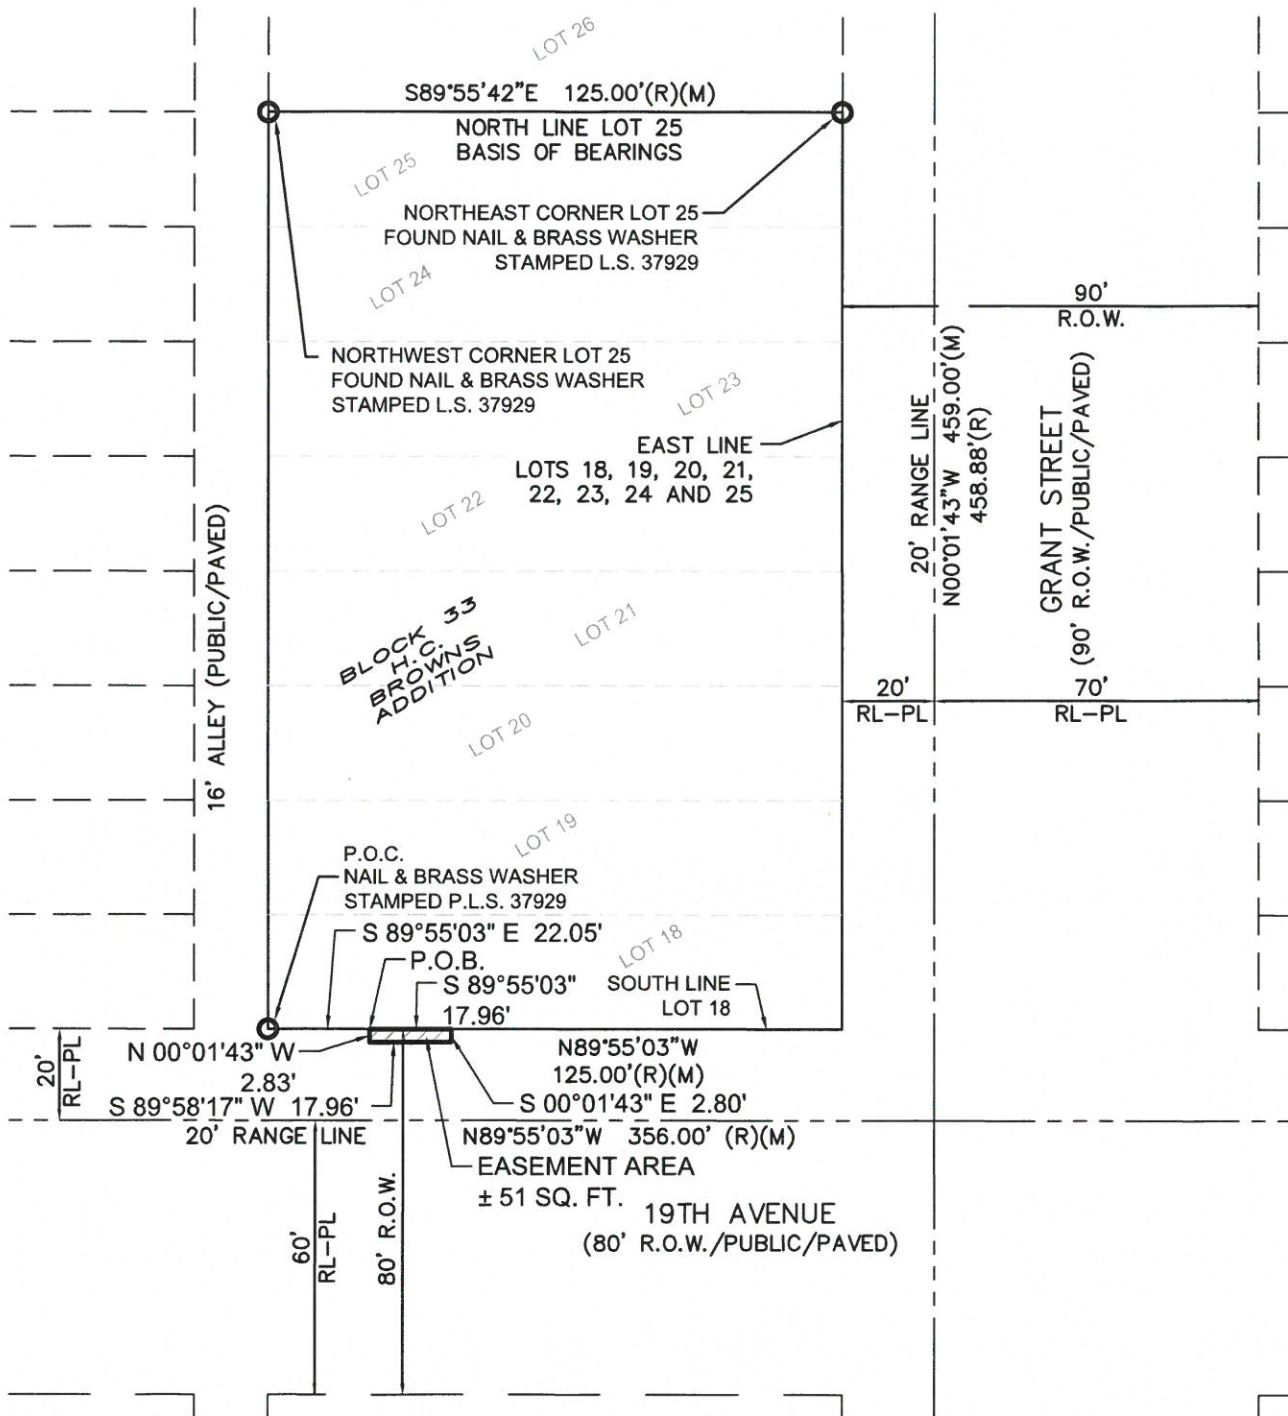 LOT 26
S89°55'42"E 125.00'(R)(M)
NORTH LINE LOT 25
BASIS OF BEARINGS
LOT 25
NORTHEAST CORNER LOT 25
FOUND NAIL & BRASS WASHER
STAMPED L.S. 37929
LOT 24
90'
R.O.W.
NORTHWEST CORNER LOT 25
FOUND NAIL & BRASS WASHER
STAMPED L.S. 37929
LOT 23
EAST LINE
LOTS 18, 19, 20, 21,
22, 23, 24 AND 25
20' RANGE LINE
N00°01'43"W 459.00'(M)
458.88'(R)
GRANT STREET
(90' R.O.W./PUBLIC/PAVED)
LOT 22
16' ALLEY (PUBLIC/PAVED)
BLOCK 33
H.C.
BROWNS
ADDITION
LOT 21
20'
RL-PL
70'
RL-PL
LOT 20
LOT 19
P.O.C.
NAIL & BRASS WASHER
STAMPED P.L.S. 37929
S 89°55'03" E 22.05'
LOT 18
P.O.B.
S 89°55'03"
17.96'
SOUTH LINE
LOT 18
20'
RL-PL
N 00°01'43" W
2.83'
N89°55'03"W
125.00'(R)(M)
S 89°58'17" W 17.96'
S 00°01'43" E 2.80'
20' RANGE LINE
N89°55'03"W 356.00' (R)(M)
EASEMENT AREA
± 51 SQ. FT.
19TH AVENUE
(80' R.O.W./PUBLIC/PAVED)
60'
RL-PL
80' R.O.W.